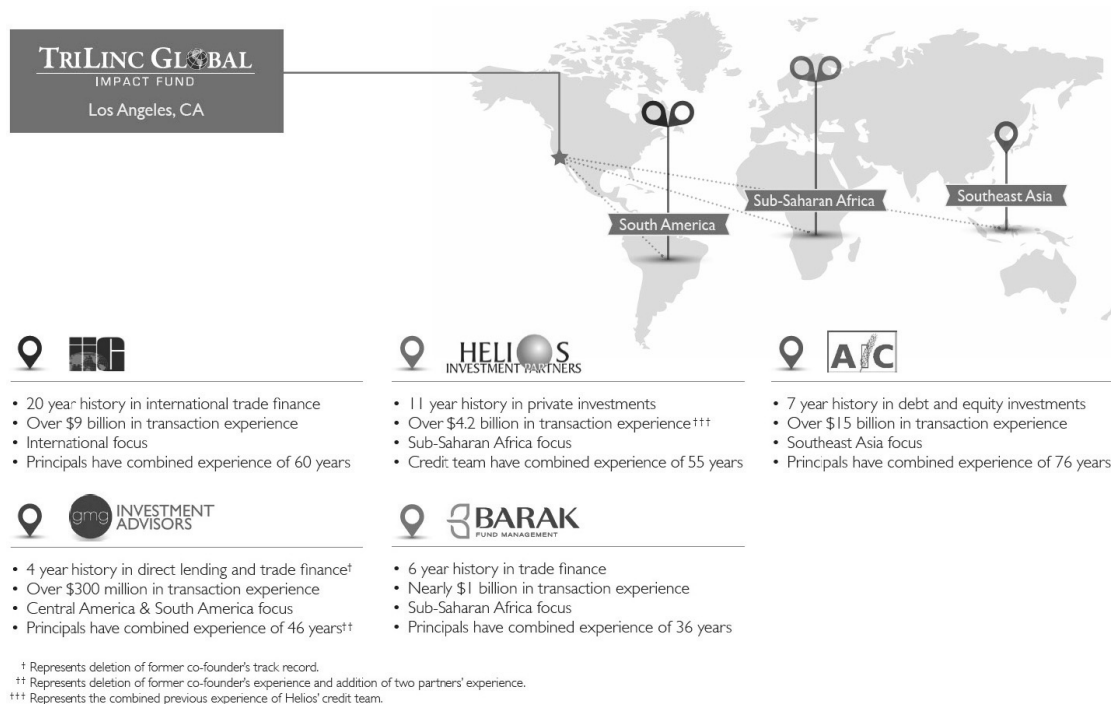 TRILINC GLOBAL
IMPACT FUND
Los Angeles, CA
South America
Sub-Saharan Africa
Southeast Asia
iiG
• 20 year history in international trade finance
• Over $9 billion in transaction experience
• International focus
• Principals have combined experience of 60 years
HELIOS
INVESTMENT PARTNERS
• 11 year history in private investments
• Over $4.2 billion in transaction experience†††
• Sub-Saharan Africa focus
• Credit team have combined experience of 55 years
AIC
• 7 year history in debt and equity investments
• Over $15 billion in transaction experience
• Southeast Asia focus
• Principals have combined experience of 76 years
gmg INVESTMENT
ADVISORS
• 4 year history in direct lending and trade finance†
• Over $300 million in transaction experience
• Central America & South America focus
• Principals have combined experience of 46 years††
BARAK
FUND MANAGEMENT
• 6 year history in trade finance
• Nearly $1 billion in transaction experience
• Sub-Saharan Africa focus
• Principals have combined experience of 36 years
† Represents deletion of former co-founder's track record.
†† Represents deletion of former co-founder's experience and addition of two partners' experience.
††† Represents the combined previous experience of Helios' credit team.